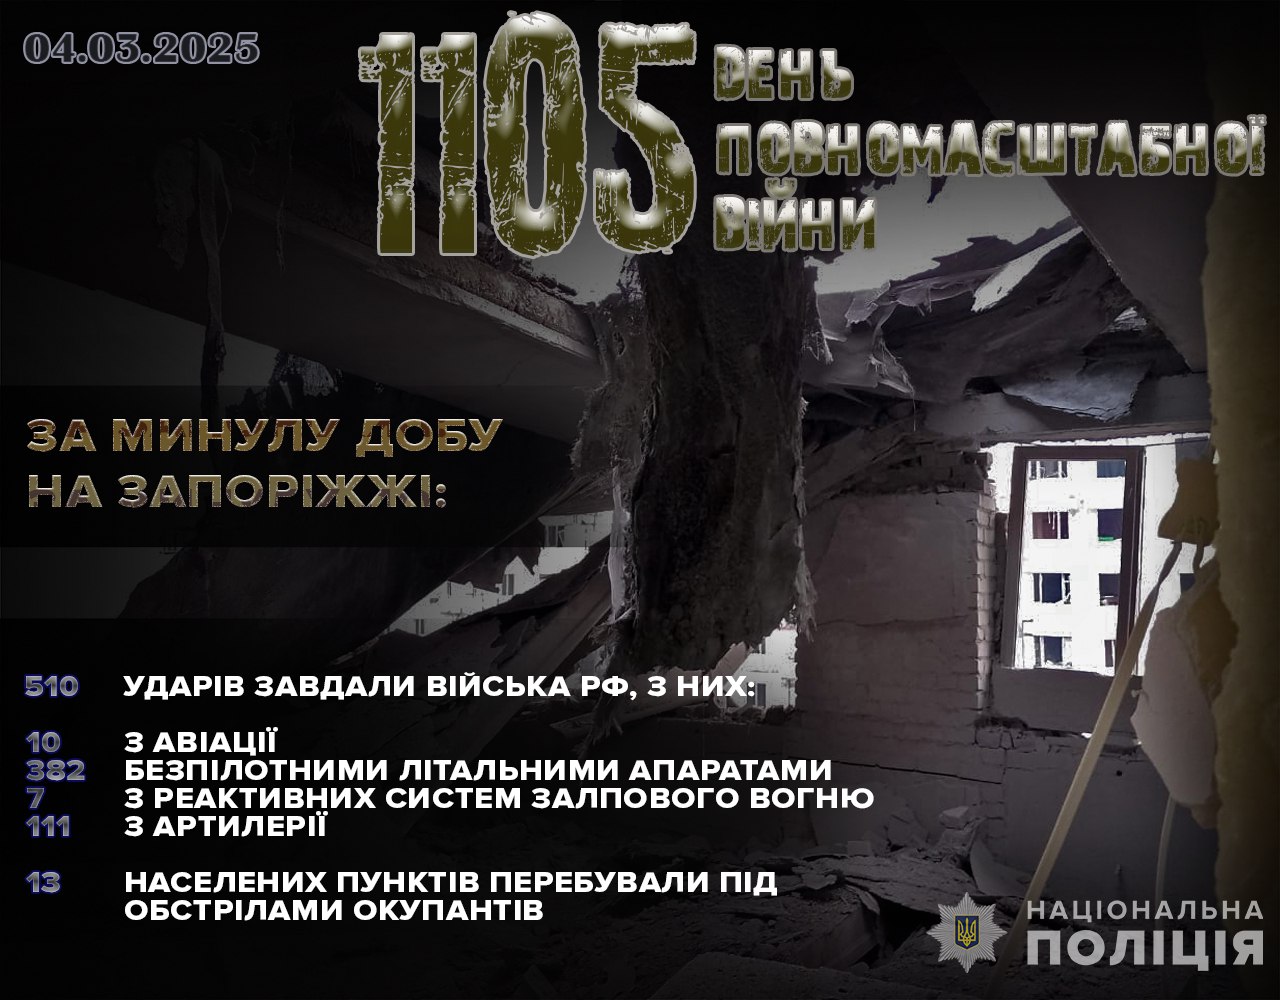 04.03.2025
1105
ДЕНЬ
ПОВНОМАСШТАБНОЇ
ВІЙНИ
ЗА МИНУЛУ ДОБУ
НА ЗАПОРІЖЖІ:
510 УДАРІВ ЗАВДАЛИ ВІЙСЬКА РФ, З НИХ:
10 З АВІАЦІЇ
382 БЕЗПІЛОТНИМИ ЛІТАЛЬНИМИ АПАРАТАМИ
7 З РЕАКТИВНИХ СИСТЕМ ЗАЛПОВОГО ВОГНЮ
111 З АРТИЛЕРІЇ
13 НАСЕЛЕНИХ ПУНКТІВ ПЕРЕБУВАЛИ ПІД
ОБСТРІЛАМИ ОКУПАНТІВ
НАЦІОНАЛЬНА
ПОЛІЦІЯ